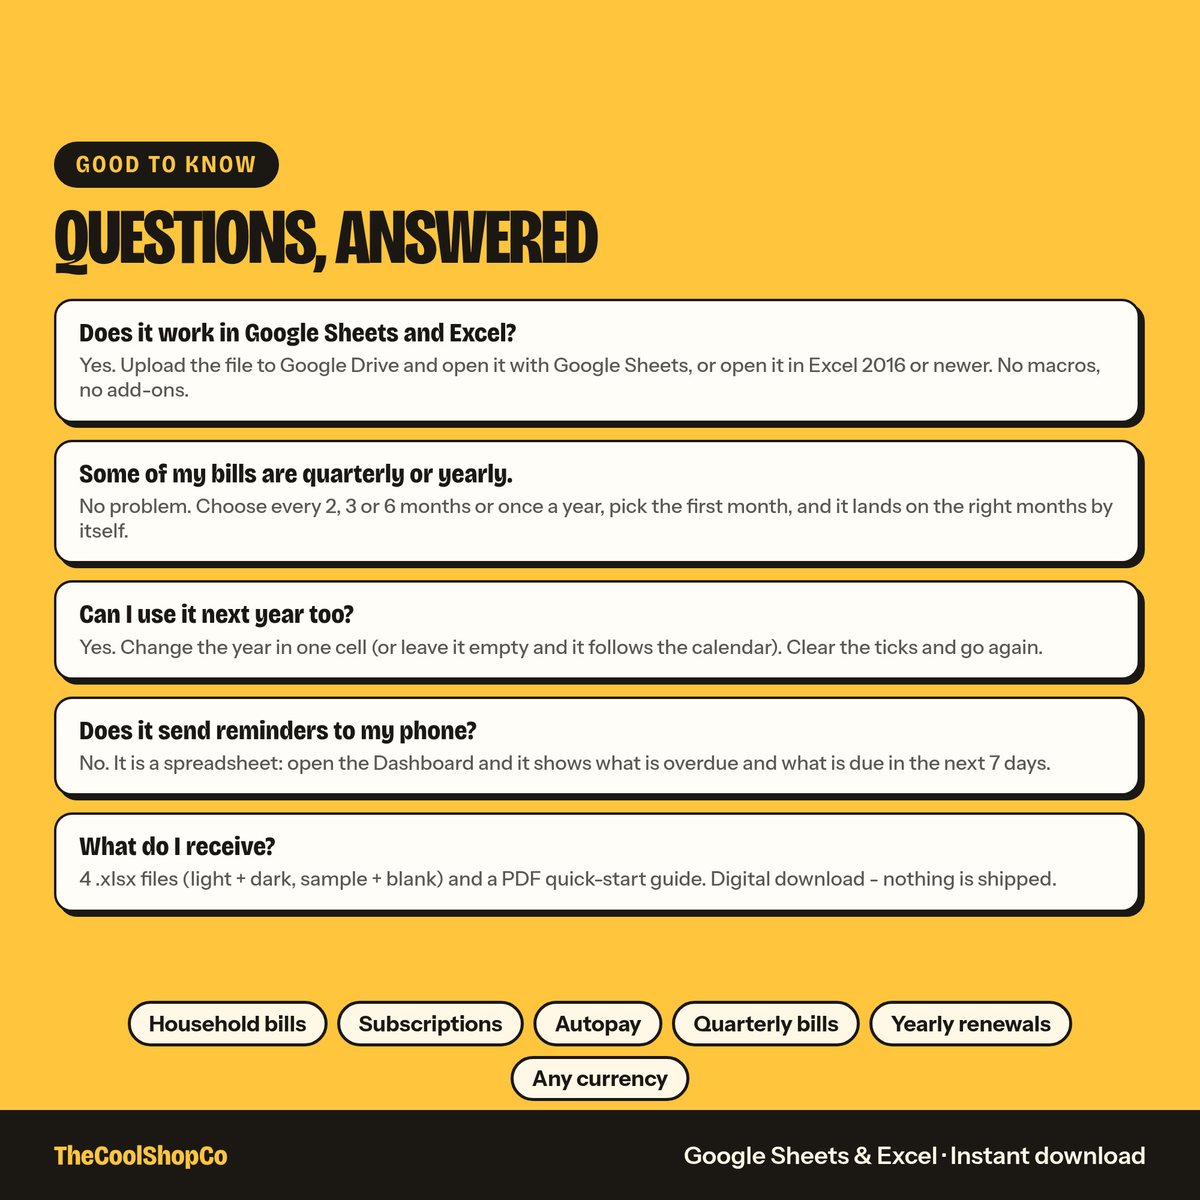 GOOD TO KNOW
QUESTIONS, ANSWERED
Does it work in Google Sheets and Excel?
Yes. Upload the file to Google Drive and open it with Google Sheets, or open it in Excel 2016 or newer. No macros,
no add-ons.
Some of my bills are quarterly or yearly.
No problem. Choose every 2, 3 or 6 months or once a year, pick the first month, and it lands on the right months by
itself.
Can I use it next year too?
Yes. Change the year in one cell (or leave it empty and it follows the calendar). Clear the ticks and go again.
Does it send reminders to my phone?
No. It is a spreadsheet: open the Dashboard and it shows what is overdue and what is due in the next 7 days.
What do I receive?
4 .xlsx files (light + dark, sample + blank) and a PDF quick-start guide. Digital download - nothing is shipped.
Household bills
Subscriptions
Autopay
Quarterly bills
Yearly renewals
Any currency
TheCoolShopCo
Google Sheets & Excel · Instant download